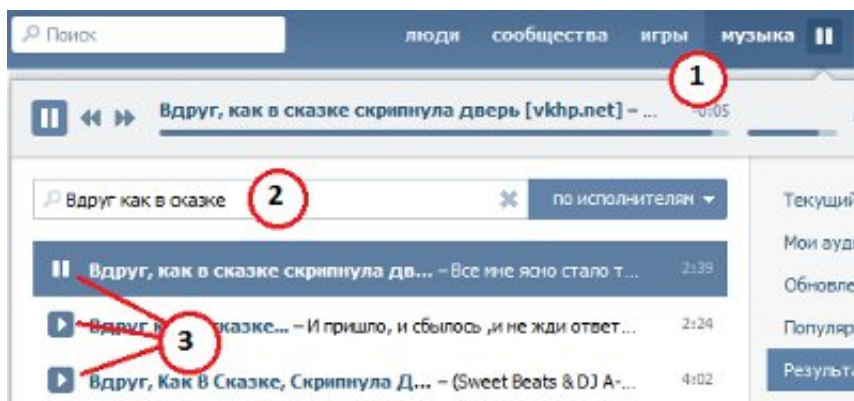 Поиск люди сообщества игры музыка
1
Вдруг, как в сказке скрипнула дверь [vkhp.net] – ... -0:05
Вдруг как в сказке 2 по исполнителям
Текущий
Мои ауд
Вдруг, как в сказке скрипнула дв... – Все мне ясно стало т... 2:39
Обновле
Вдруг сказке... – И пришло, и сбылось ,и не жди ответ... 2:24
Популяр
3
Вдруг, Как В Сказке, Скрипнула Д... – (Sweet Beats & DJ A-... 4:02
Результа